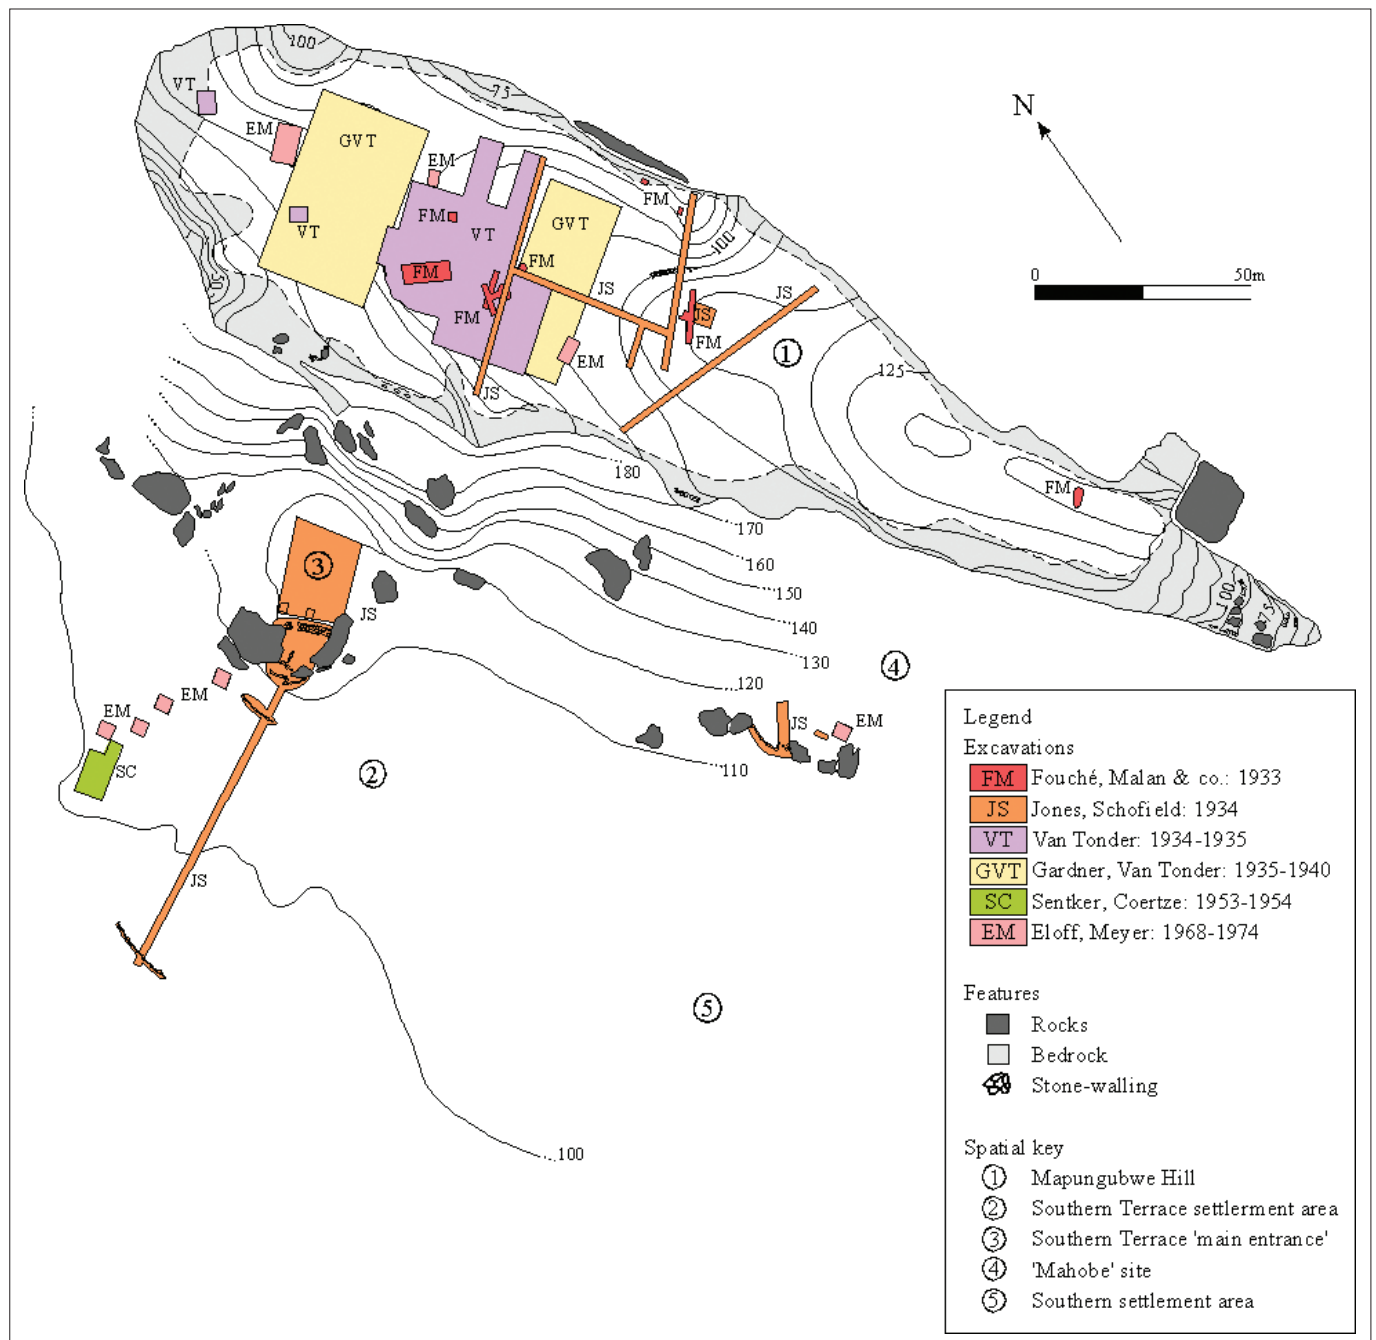 100
VT
75
EM
GVT
EM
N
FM
FM
VT
GVT
VT
100
FM
FM
JS
JS
0 50m
50
JS
FM
FM
1
EM
125
JS
180
FM
170
3
160
150
JS
140
100
130
75
4
120
EM
EM
JS
EM
110
SC
2
JS
5
100
Legend
Excavations
FM Fouché, Malan & co.: 1933
JS Jones, Schofield: 1934
VT Van Tonder: 1934-1935
GVT Gardner, Van Tonder: 1935-1940
SC Sentker, Coertze: 1953-1954
EM Eloff, Meyer: 1968-1974
Features
Rocks
Bedrock
Stone-walling
Spatial key
1 Mapungubwe Hill
2 Southern Terrace settlerment area
3 Southern Terrace 'main entrance'
4 'Mahobe' site
5 Southern settlement area